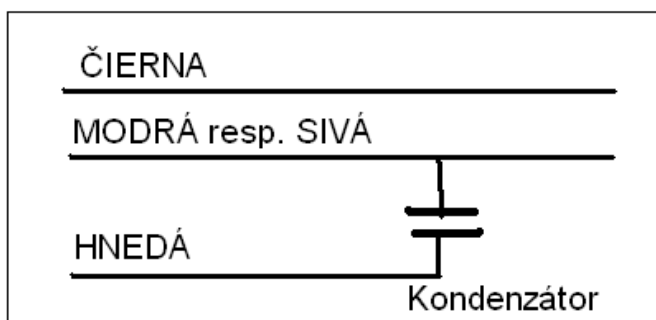 ČIERNA
MODRÁ resp. SIVÁ
HNEDÁ
Kondenzátor